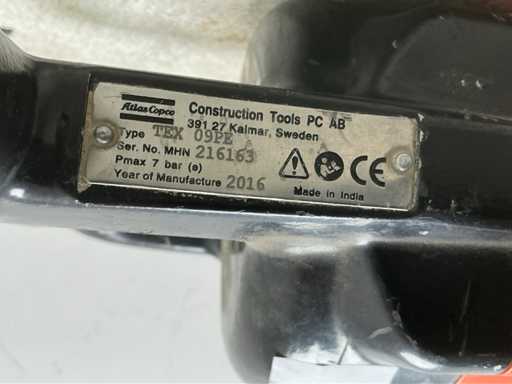 Atlas Copco
Construction Tools PC AB
391 27 Kalmar, Sweden
Type TEX 09PE
Ser. No. MHN 216163
Pmax 7 bar (e)
Year of Manufacture 2016
CE
Made in India